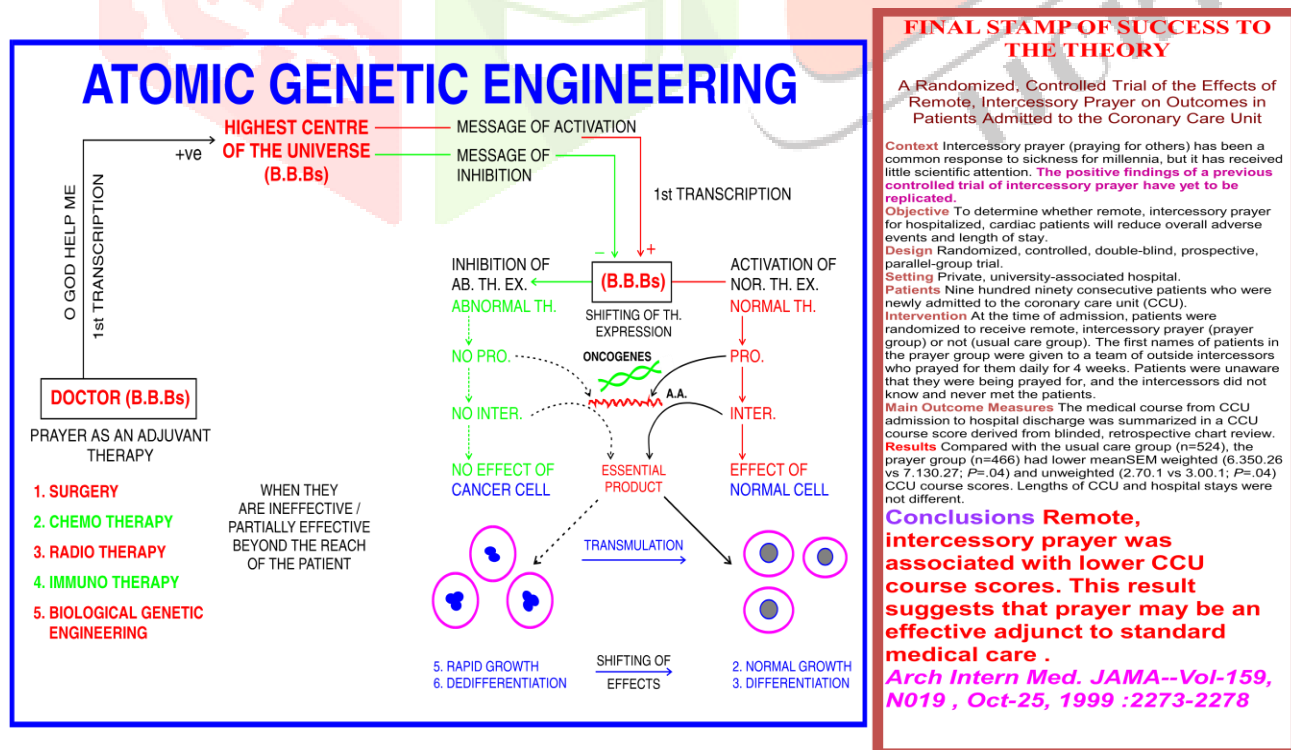 ATOMIC GENETIC ENGINEERING
HIGHEST CENTRE
OF THE UNIVERSE
(B.B.Bs)
+ve
MESSAGE OF ACTIVATION
MESSAGE OF
INHIBITION
1st TRANSCRIPTION
O GOD HELP ME
1st TRANSCRIPTION
DOCTOR (B.B.Bs)
PRAYER AS AN ADJUVANT
THERAPY
1. SURGERY
2. CHEMO THERAPY
3. RADIO THERAPY
4. IMMUNO THERAPY
5. BIOLOGICAL GENETIC
ENGINEERING
WHEN THEY
ARE INEFFECTIVE /
PARTIALLY EFFECTIVE
BEYOND THE REACH
OF THE PATIENT
– +
INHIBITION OF
AB. TH. EX.
ABNORMAL TH.
(B.B.Bs)
SHIFTING OF TH.
EXPRESSION
ACTIVATION OF
NOR. TH. EX.
NORMAL TH.
NO PRO.
ONCOGENES
PRO.
A.A.
NO INTER.
INTER.
NO EFFECT OF
CANCER CELL
ESSENTIAL
PRODUCT
EFFECT OF
NORMAL CELL
TRANSMULATION
5. RAPID GROWTH
6. DEDIFFERENTIATION
SHIFTING OF
EFFECTS
2. NORMAL GROWTH
3. DIFFERENTIATION
FINAL STAMP OF SUCCESS TO
THE THEORY
A Randomized, Controlled Trial of the Effects of
Remote, Intercessory Prayer on Outcomes in
Patients Admitted to the Coronary Care Unit
Context Intercessory prayer (praying for others) has been a
common response to sickness for millennia, but it has received
little scientific attention. The positive findings of a previous
controlled trial of intercessory prayer have yet to be
replicated.
Objective To determine whether remote, intercessory prayer
for hospitalized, cardiac patients will reduce overall adverse
events and length of stay.
Design Randomized, controlled, double-blind, prospective,
parallel-group trial.
Setting Private, university-associated hospital.
Patients Nine hundred ninety consecutive patients who were
newly admitted to the coronary care unit (CCU).
Intervention At the time of admission, patients were
randomized to receive remote, intercessory prayer (prayer
group) or not (usual care group). The first names of patients in
the prayer group were given to a team of outside intercessors
who prayed for them daily for 4 weeks. Patients were unaware
that they were being prayed for, and the intercessors did not
know and never met the patients.
Main Outcome Measures The medical course from CCU
admission to hospital discharge was summarized in a CCU
course score derived from blinded, retrospective chart review.
Results Compared with the usual care group (n=524), the
prayer group (n=466) had lower meanSEM weighted (6.350.26
vs 7.130.27; P=.04) and unweighted (2.70.1 vs 3.00.1; P=.04)
CCU course scores. Lengths of CCU and hospital stays were
not different.
Conclusions Remote,
intercessory prayer was
associated with lower CCU
course scores. This result
suggests that prayer may be an
effective adjunct to standard
medical care .
Arch Intern Med. JAMA--Vol-159,
N019 , Oct-25, 1999 :2273-2278